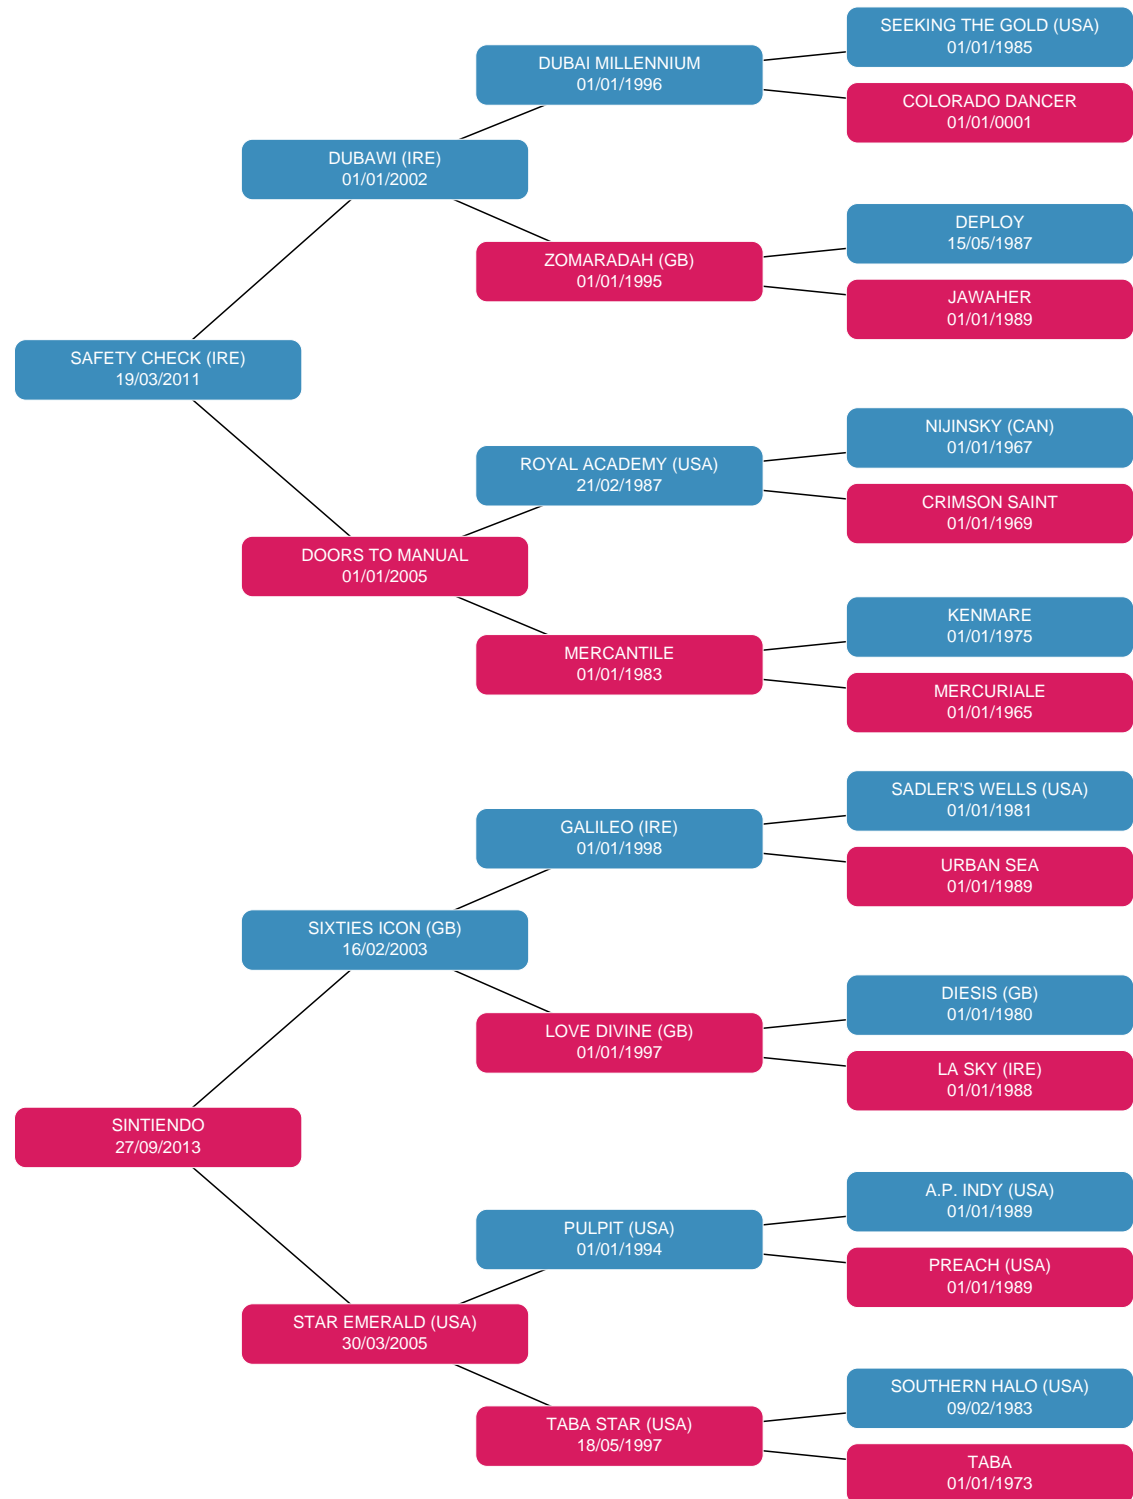 SEEKING THE GOLD (USA)
01/01/1985
DUBAI MILLENNIUM
01/01/1996
COLORADO DANCER
01/01/0001
DUBAWI (IRE)
01/01/2002
DEPLOY
15/05/1987
ZOMARADAH (GB)
01/01/1995
JAWAHER
01/01/1989
SAFETY CHECK (IRE)
19/03/2011
NIJINSKY (CAN)
01/01/1967
ROYAL ACADEMY (USA)
21/02/1987
CRIMSON SAINT
01/01/1969
DOORS TO MANUAL
01/01/2005
KENMARE
01/01/1975
MERCANTILE
01/01/1983
MERCURIALE
01/01/1965
SADLER'S WELLS (USA)
01/01/1981
GALILEO (IRE)
01/01/1998
URBAN SEA
01/01/1989
SIXTIES ICON (GB)
16/02/2003
DIESIS (GB)
01/01/1980
LOVE DIVINE (GB)
01/01/1997
LA SKY (IRE)
01/01/1988
SINTIENDO
27/09/2013
A.P. INDY (USA)
01/01/1989
PULPIT (USA)
01/01/1994
PREACH (USA)
01/01/1989
STAR EMERALD (USA)
30/03/2005
SOUTHERN HALO (USA)
09/02/1983
TABA STAR (USA)
18/05/1997
TABA
01/01/1973